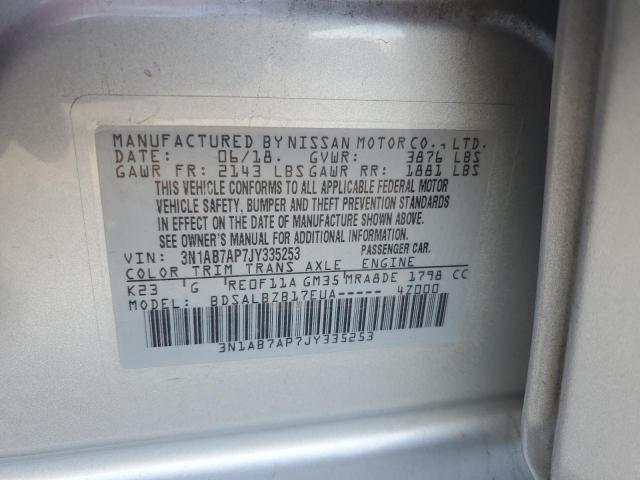 MANUFACTURED BY NISSAN MOTOR CO., LTD.
DATE: 06/18. GVWR: 3876 LBS
GAWR FR: 2143 LBS GAWR RR: 1881 LBS
THIS VEHICLE CONFORMS TO ALL APPLICABLE FEDERAL MOTOR
VEHICLE SAFETY, BUMPER AND THEFT PREVENTION STANDARDS
IN EFFECT ON THE DATE OF MANUFACTURE SHOWN ABOVE.
SEE OWNER'S MANUAL FOR ADDITIONAL INFORMATION.
VIN: 3N1AB7AP7JY335253 PASSENGER CAR.
COLOR TRIM TRANS AXLE ENGINE
K23 G RE0F11A GM35 MRA8DE 1798 CC
MODEL: BDSALBZB17EUA----- 4Z000
3N1AB7AP7JY335253